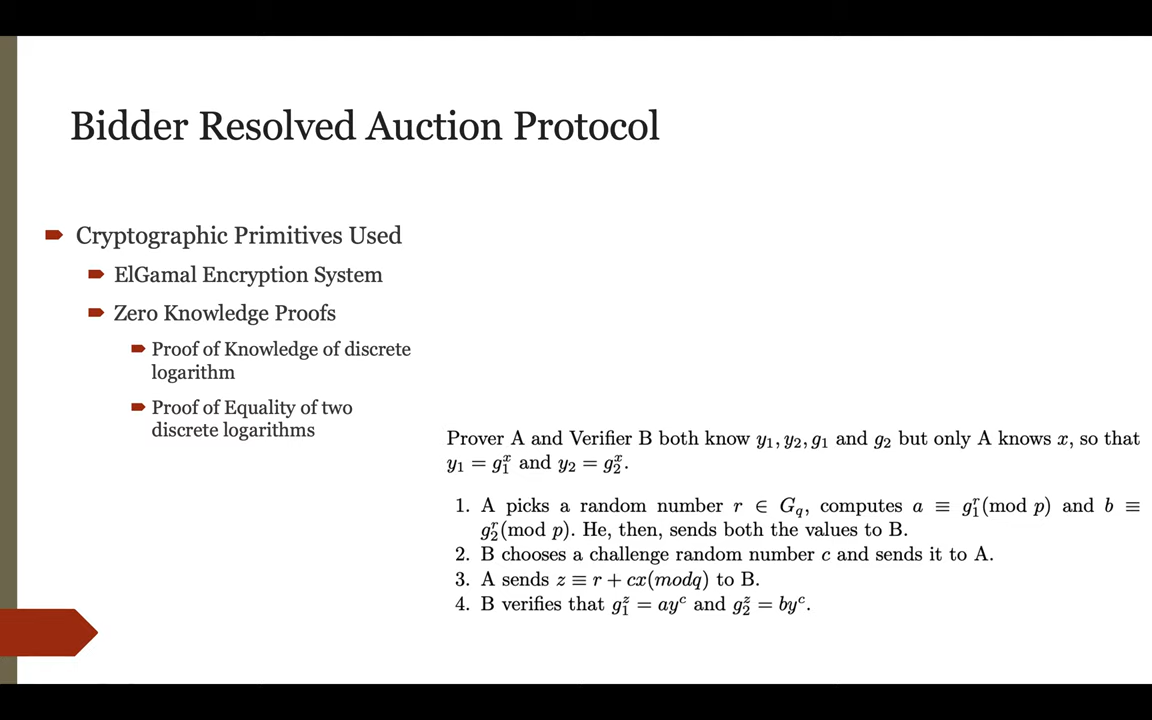 Bidder Resolved Auction Protocol
Cryptographic Primitives Used
ElGamal Encryption System
Zero Knowledge Proofs
Proof of Knowledge of discrete
logarithm
Proof of Equality of two
discrete logarithms
Prover A and Verifier B both know y₁, y₂, g₁ and g₂ but only A knows x, so that
y₁ = g₁ˣ and y₂ = g₂ˣ.
1. A picks a random number r ∈ G_q, computes a ≡ g₁ʳ(mod p) and b ≡
g₂ʳ(mod p). He, then, sends both the values to B.
2. B chooses a challenge random number c and sends it to A.
3. A sends z ≡ r + cx(modq) to B.
4. B verifies that g₁ᶻ = ayᶜ and g₂ᶻ = byᶜ.